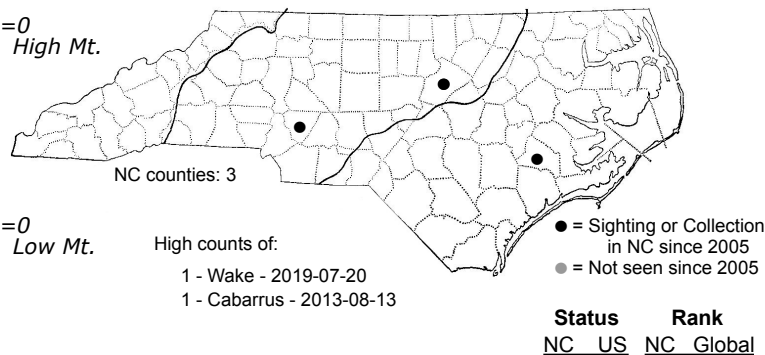 =0
High Mt.
NC counties: 3
=0
Low Mt.
High counts of:
1 - Wake - 2019-07-20
1 - Cabarrus - 2013-08-13
= Sighting or Collection
in NC since 2005
= Not seen since 2005
Status Rank
NC US NC Global